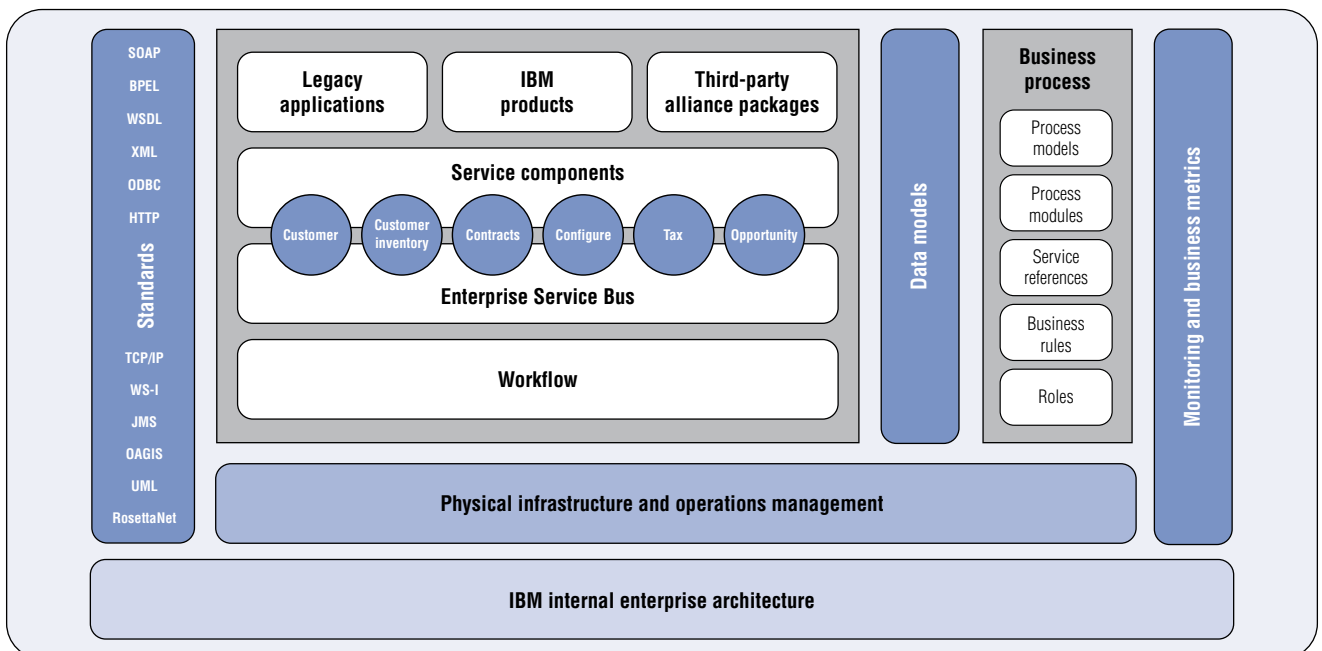 SOAP
BPEL
WSDL
XML
ODBC
HTTP
Standards
TCP/IP
WS-I
JMS
OAGIS
UML
RosettaNet
Legacy
applications
IBM
products
Third-party
alliance packages
Service components
Customer
Customer
inventory
Contracts
Configure
Tax
Opportunity
Enterprise Service Bus
Workflow
Data models
Business
process
Process
models
Process
modules
Service
references
Business
rules
Roles
Monitoring and business metrics
Physical infrastructure and operations management
IBM internal enterprise architecture